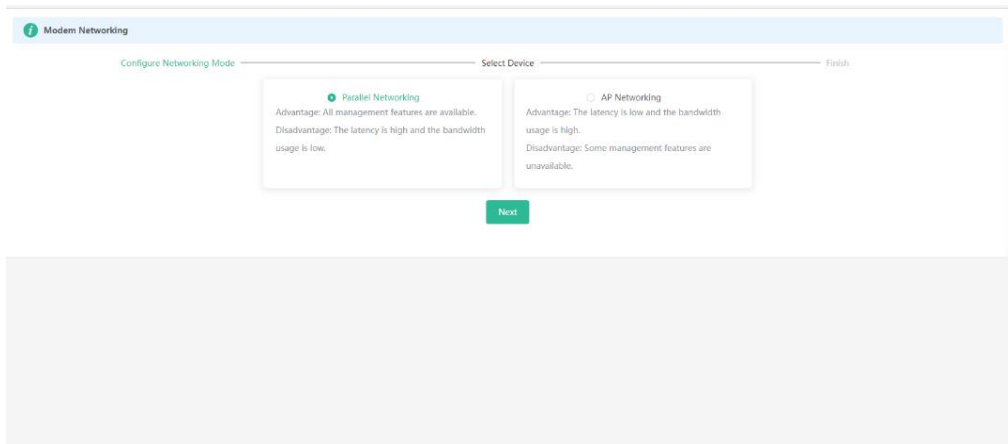 Modem Networking
Configure Networking Mode
Select Device
Finish
Parallel Networking
Advantage: All management features are available.
Disadvantage: The latency is high and the bandwidth
usage is low.
AP Networking
Advantage: The latency is low and the bandwidth
usage is high.
Disadvantage: Some management features are
unavailable.
Next